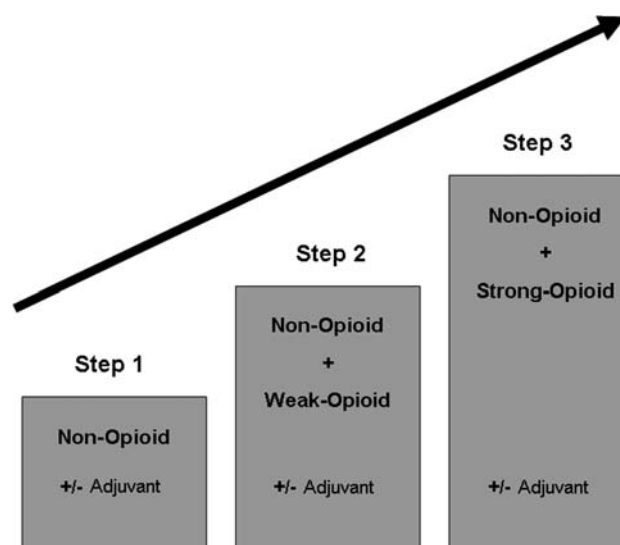 Step 1
Non-Opioid
+/- Adjuvant
Step 2
Non-Opioid
+
Weak-Opioid
+/- Adjuvant
Step 3
Non-Opioid
+
Strong-Opioid
+/- Adjuvant